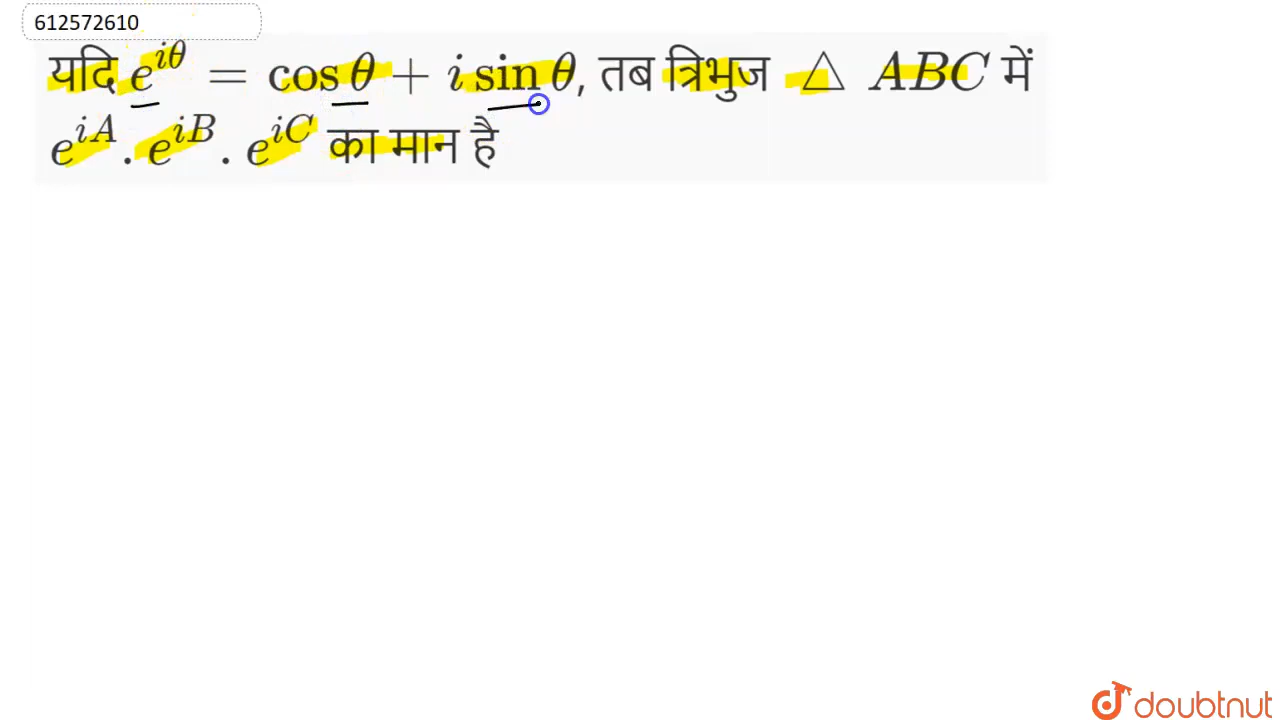 612572610
यदि e^{iθ} = cos θ + i sin θ, तब त्रिभुज △ ABC में
e^{iA} . e^{iB} . e^{iC} का मान है
doubtnut